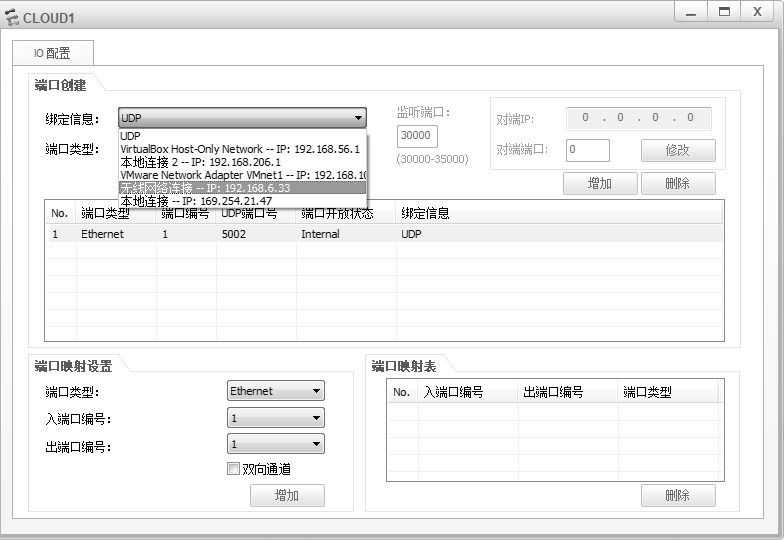 CLOUD1
IO 配置
端口创建
绑定信息: UDP
UDP
VirtualBox Host-Only Network -- IP: 192.168.56.1
本地连接 2 -- IP: 192.168.206.1
VMware Network Adapter VMnet1 -- IP: 192.168.10
无线网络连接 -- IP: 192.168.6.33
本地连接 -- IP: 169.254.21.47
端口类型:
监听端口:
30000
(30000-35000)
对端IP: 0 . 0 . 0 . 0
对端端口: 0 修改
增加 删除
No. 端口类型 端口编号 UDP端口号 端口开放状态 绑定信息
1 Ethernet 1 5002 Internal UDP
端口映射设置
端口类型: Ethernet
入端口编号: 1
出端口编号: 1
双向通道
增加
端口映射表
No. 入端口编号 出端口编号 端口类型
删除